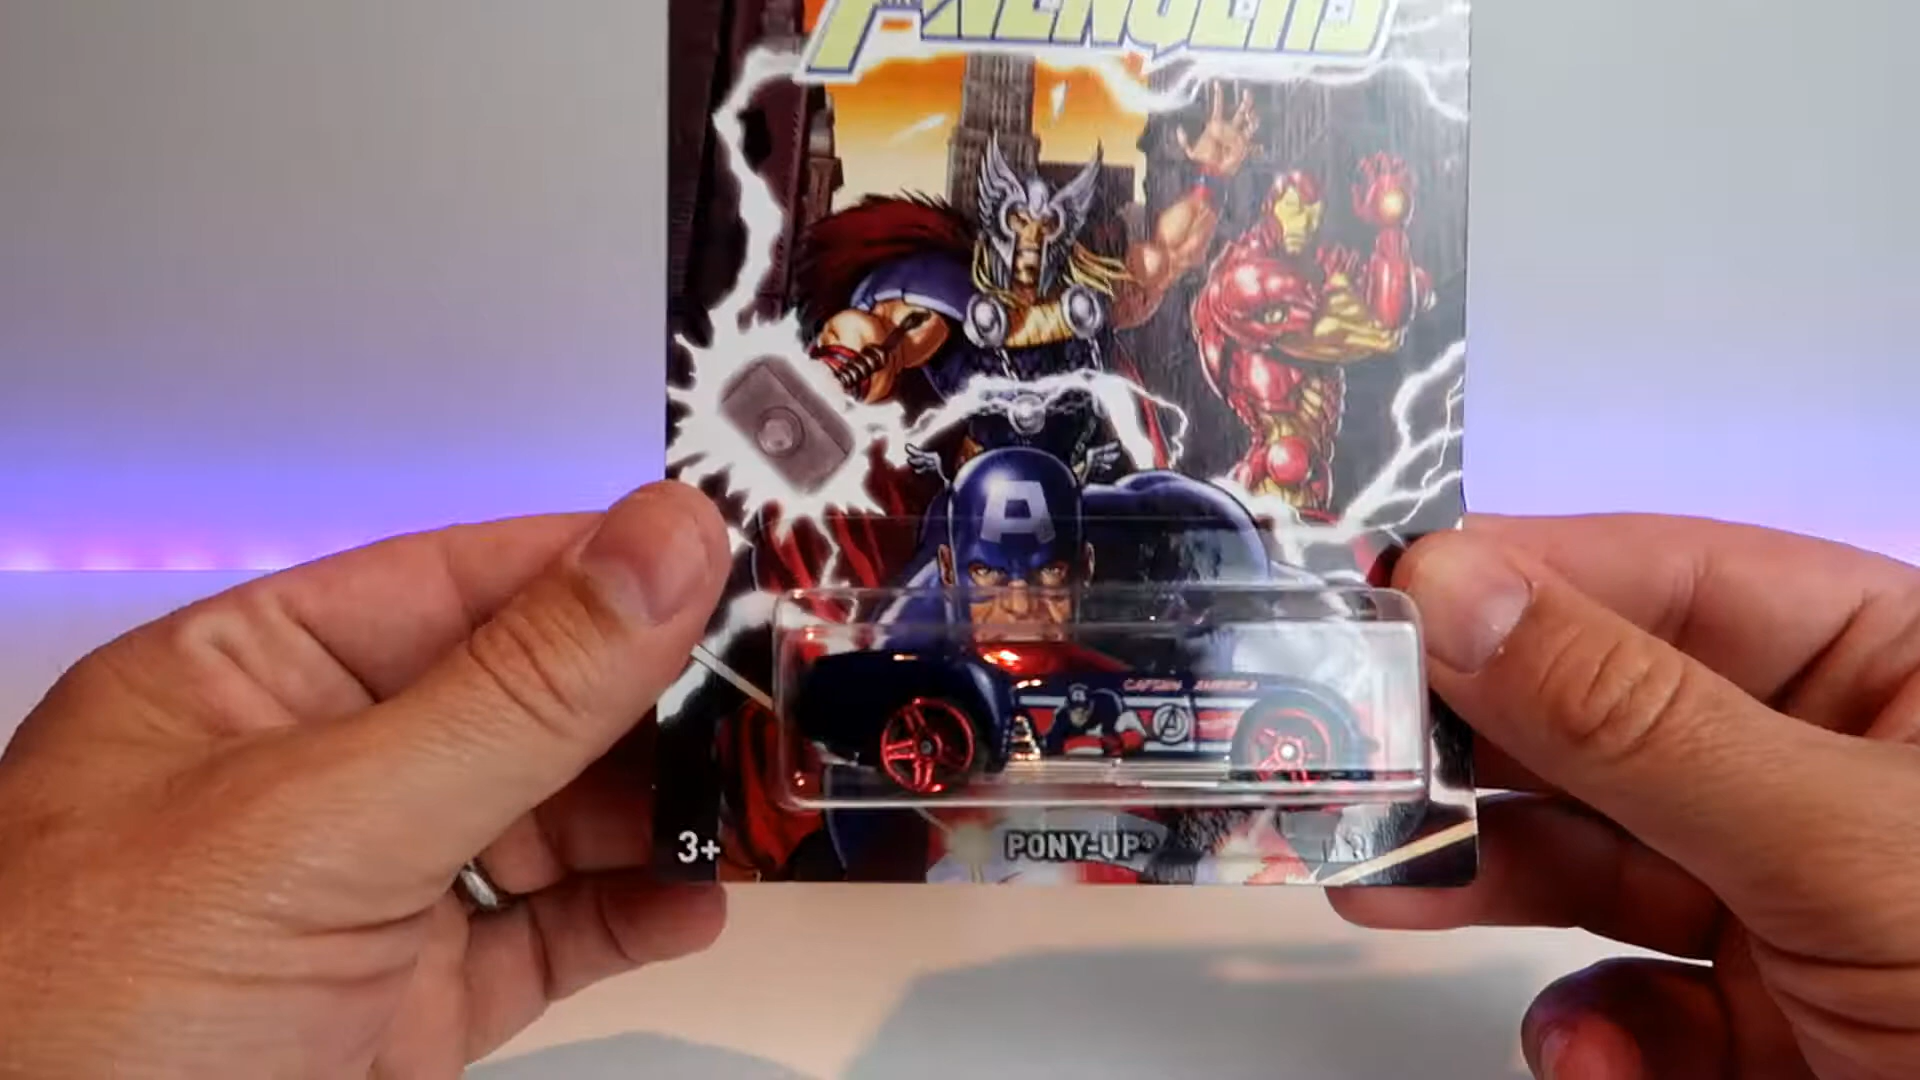 AVENGERS
A
CAPTAIN AMERICA
A
3+
PONY-UP®